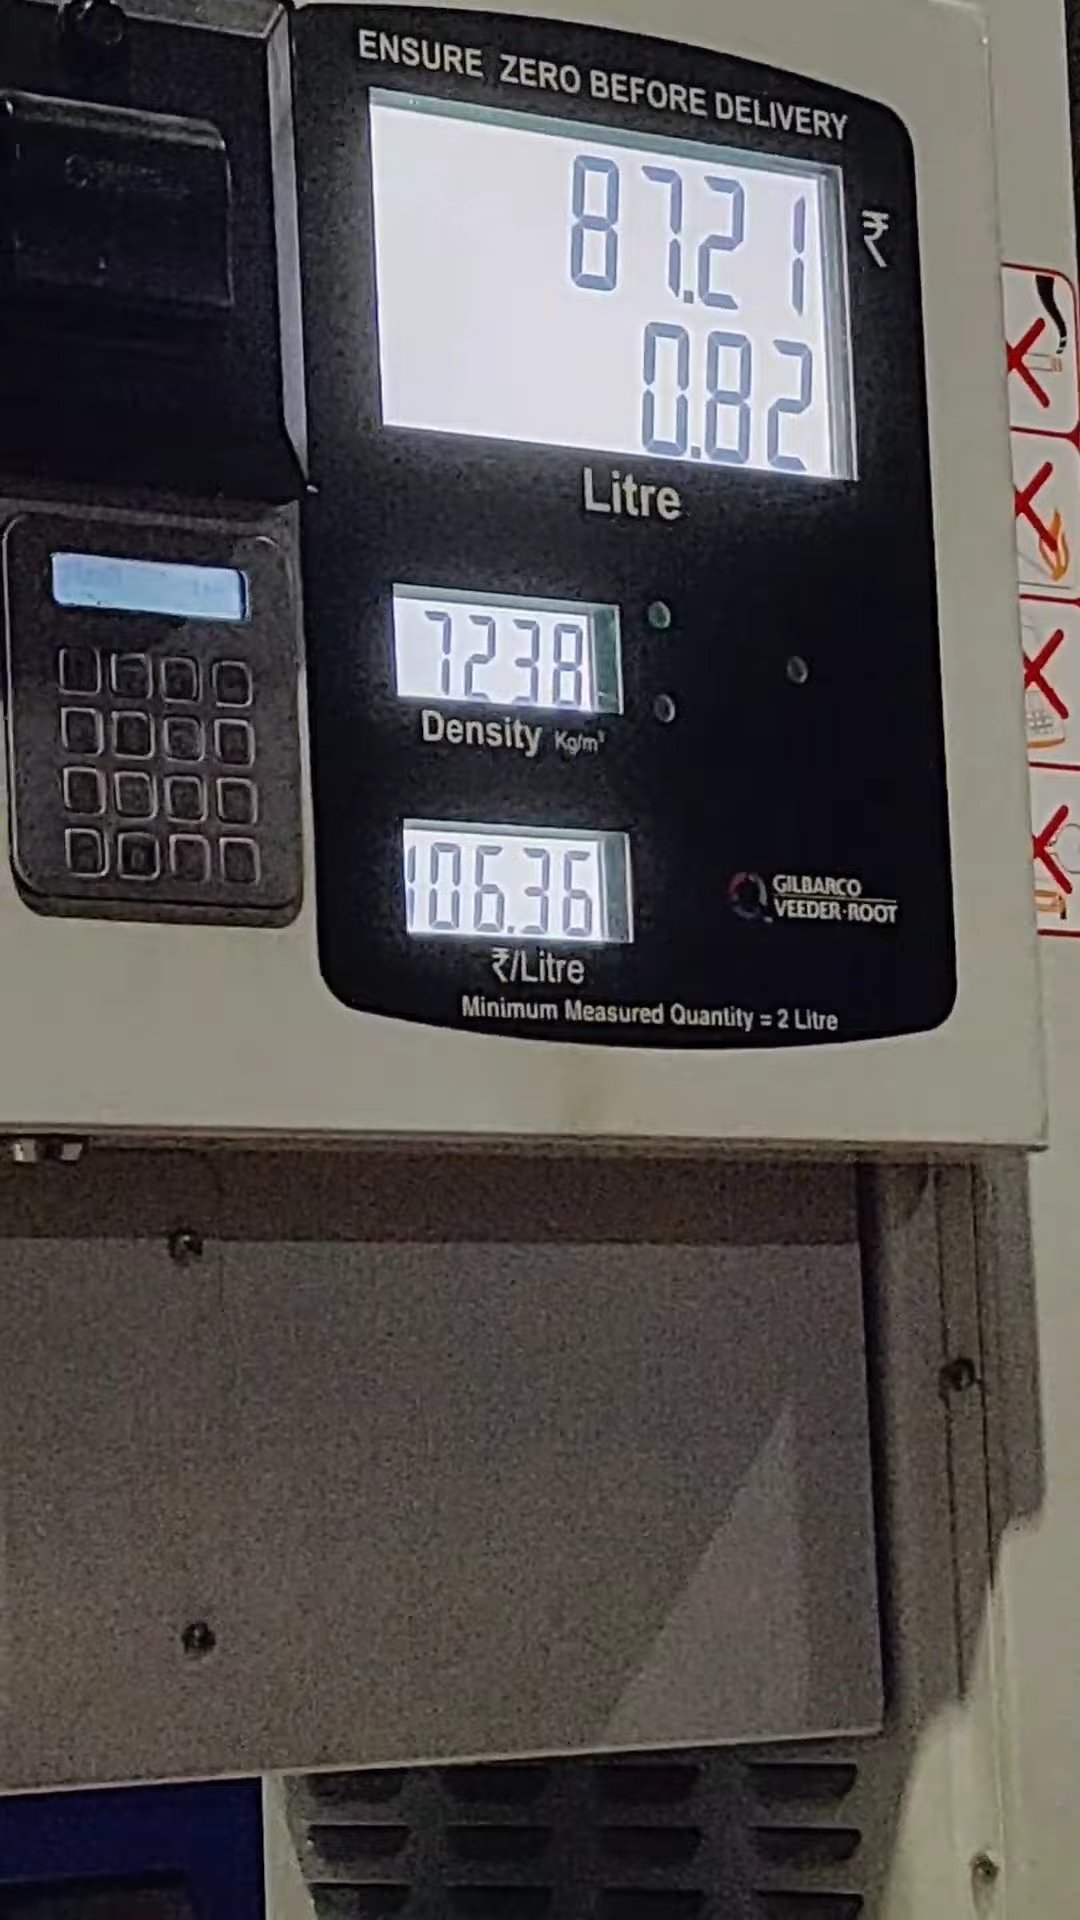 ENSURE ZERO BEFORE DELIVERY
87.21 ₹
0.82
Litre
7238
Density Kg/m³
106.36
₹/Litre
GILBARCO
VEEDER-ROOT
Minimum Measured Quantity = 2 Litre